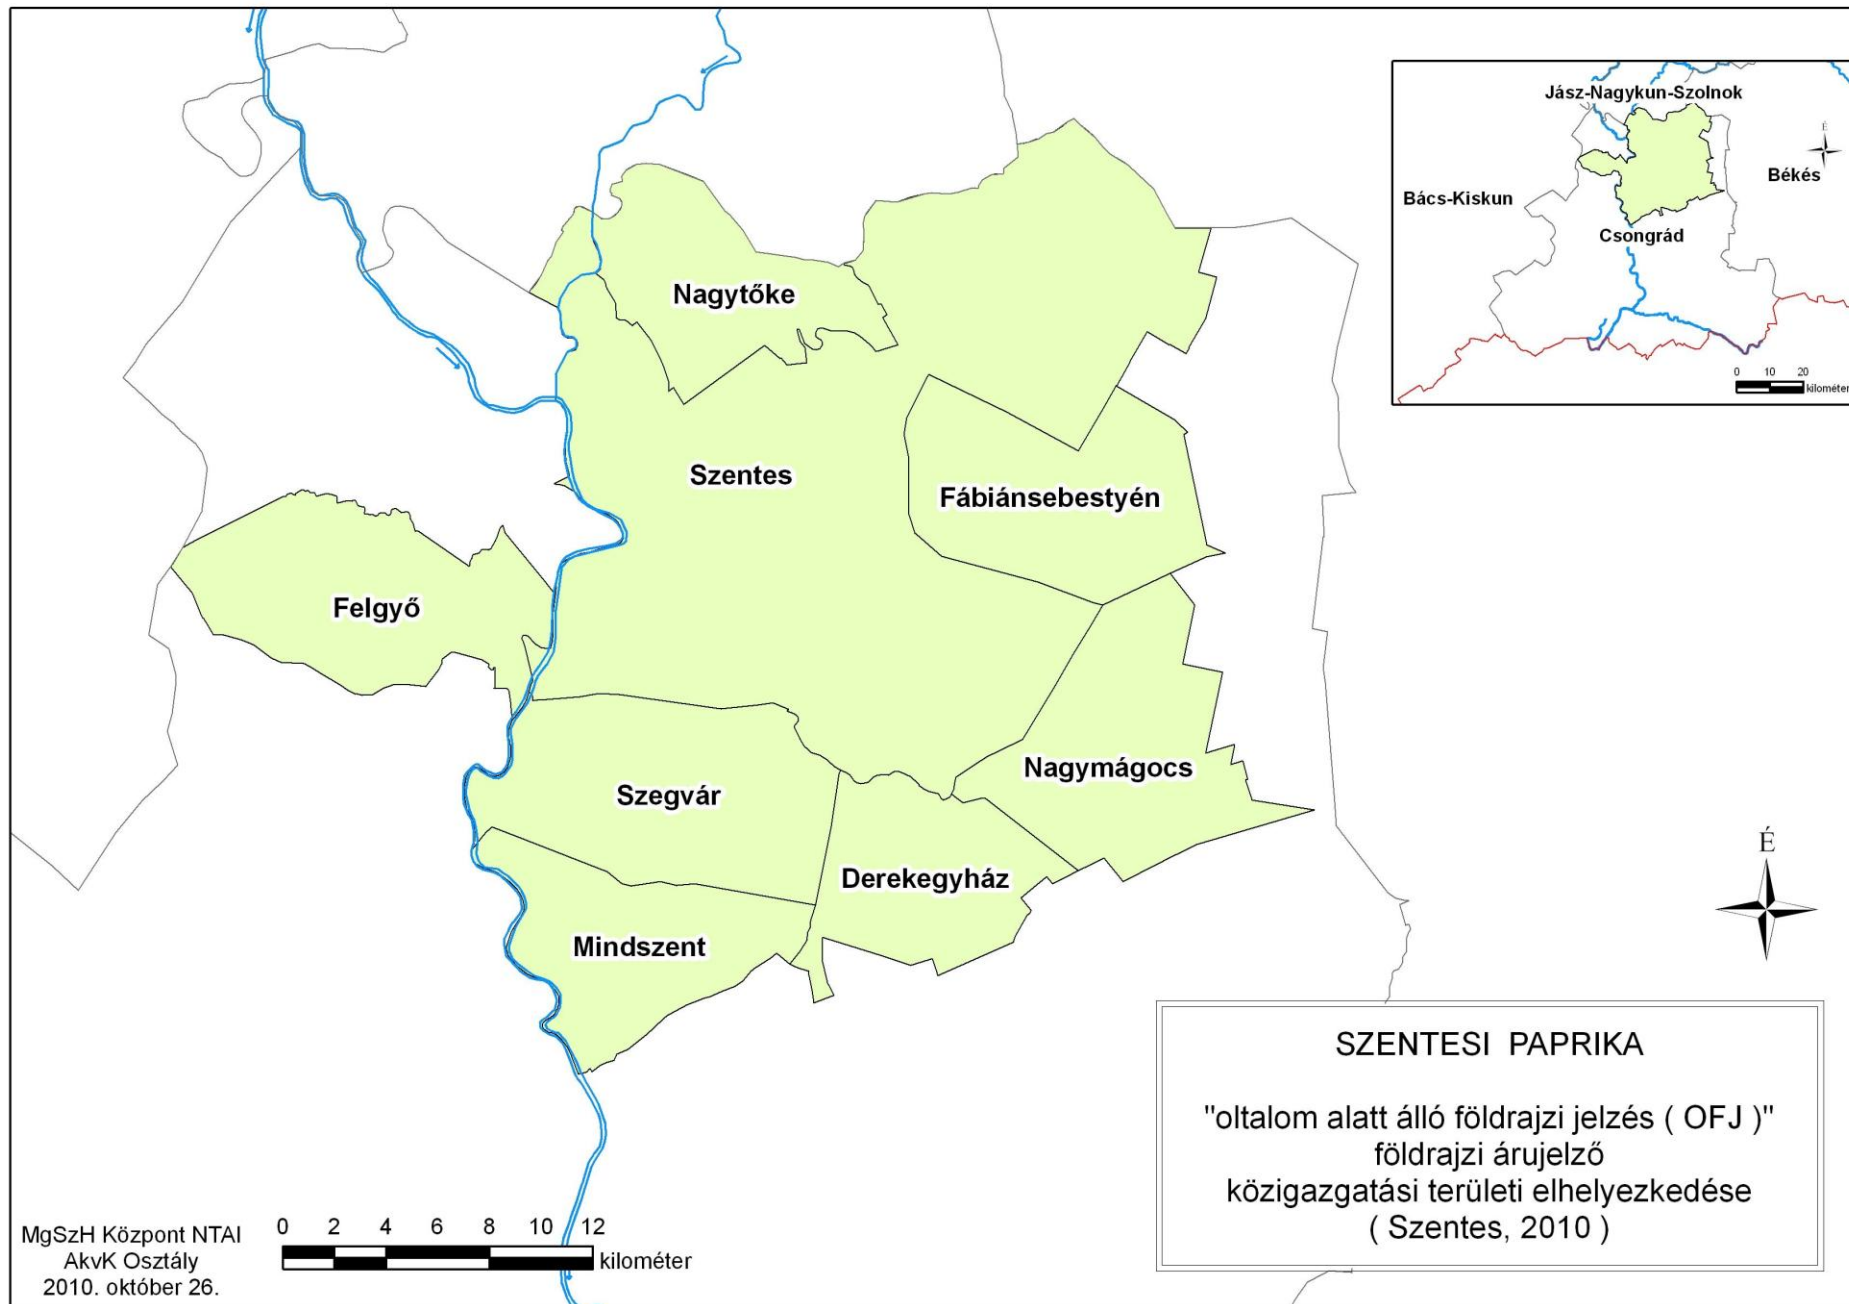 Jász-Nagykun-Szolnok
É
Békés
Bács-Kiskun
Csongrád
0 10 20
kilométer
Nagytőke
Szentes
Fábiánsebestyén
Felgyő
Nagymágocs
Szegvár
Derekegyház
Mindszent
É
SZENTESI PAPRIKA
"oltalom alatt álló földrajzi jelzés ( OFJ )"
földrajzi árujelző
közigazgatási területi elhelyezkedése
( Szentes, 2010 )
MgSzH Központ NTAI
AkvK Osztály
2010. október 26.
0 2 4 6 8 10 12
kilométer